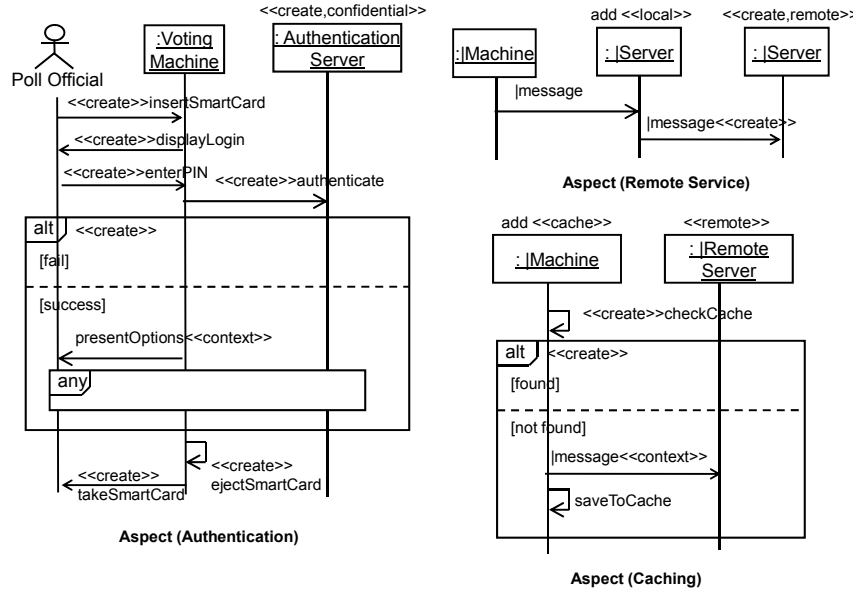 <<create,confidential>>
:Voting
Machine
: Authentication
Server
Poll Official
<<create>>insertSmartCard
<<create>>displayLogin
<<create>>enterPIN
<<create>>authenticate
alt
<<create>>
[fail]
[success]
presentOptions<<context>>
any
<<create>>
takeSmartCard
<<create>>
ejectSmartCard
Aspect (Authentication)
add <<local>>
<<create,remote>>
:|Machine
: |Server
: |Server
|message
|message<<create>>
Aspect (Remote Service)
add <<cache>>
<<remote>>
: |Machine
: |Remote
Server
<<create>>checkCache
alt
<<create>>
[found]
[not found]
|message<<context>>
saveToCache
Aspect (Caching)